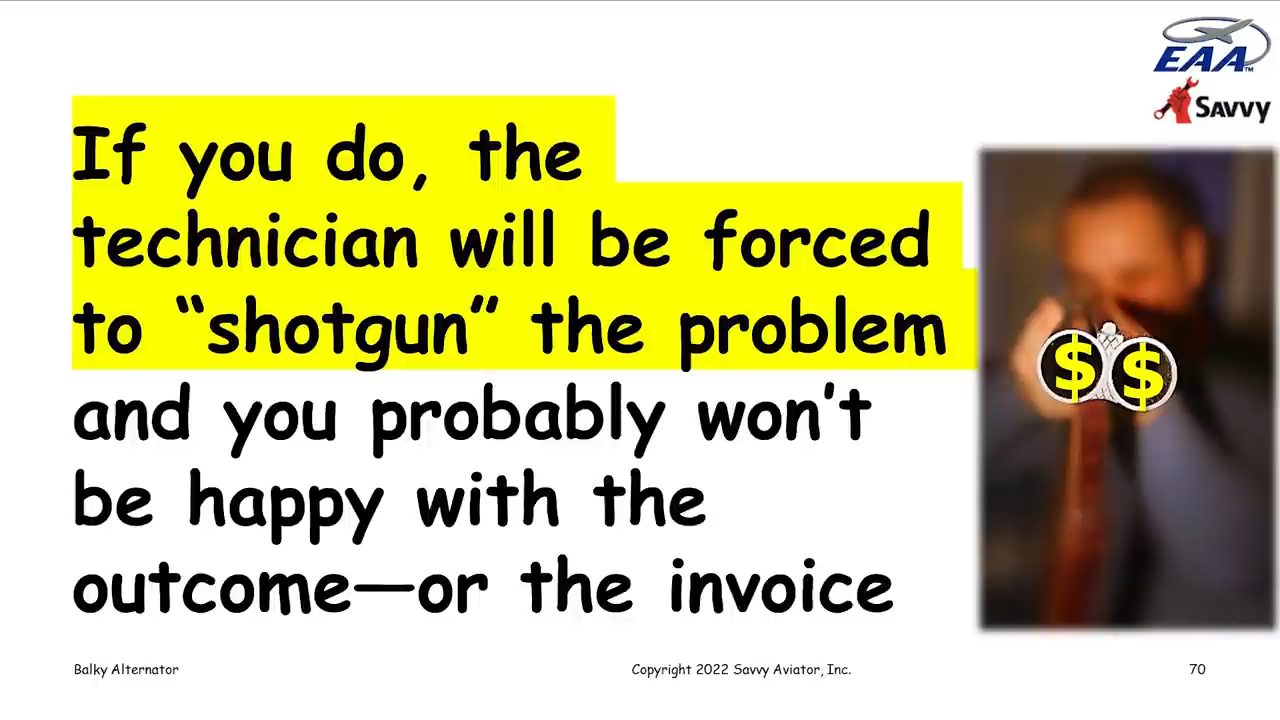 EAA™
SAVVY
If you do, the
technician will be forced
to “shotgun” the problem
and you probably won’t
be happy with the
outcome—or the invoice
$ $
Balky Alternator
Copyright 2022 Savvy Aviator, Inc.
70